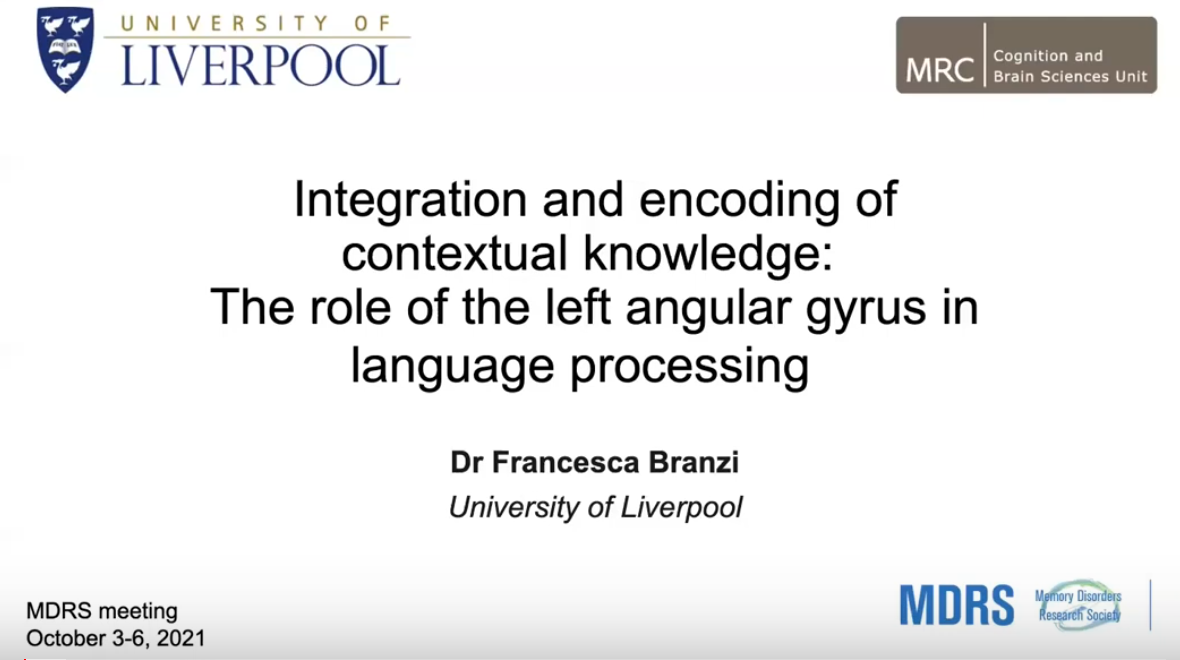 UNIVERSITY OF
LIVERPOOL
MRC
Cognition and
Brain Sciences Unit
Integration and encoding of
contextual knowledge:
The role of the left angular gyrus in
language processing
Dr Francesca Branzi
University of Liverpool
MDRS meeting
October 3-6, 2021
MDRS
Memory Disorders
Research Society